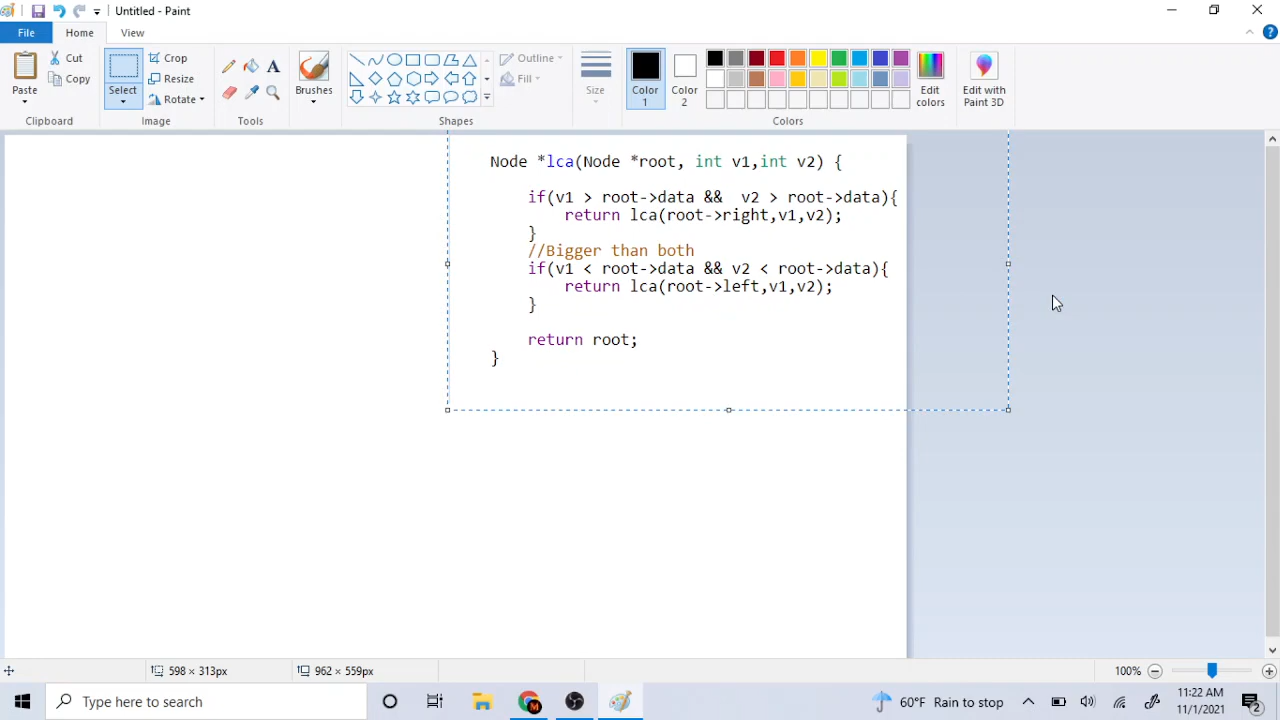 Untitled - Paint
File
Home
View
Paste
Cut
Copy
Clipboard
Select
Crop
Resize
Rotate
Image
A
Tools
Brushes
Shapes
Outline
Fill
Size
Color 1
Color 2
Colors
Edit colors
Edit with Paint 3D
Node *lca(Node *root, int v1,int v2) {
if(v1 > root->data &&  v2 > root->data){
return lca(root->right,v1,v2);
}
//Bigger than both
if(v1 < root->data && v2 < root->data){
return lca(root->left,v1,v2);
}
return root;
}
598 × 313px
962 × 559px
100%
Type here to search
M
60°F Rain to stop
11:22 AM
11/1/2021
2